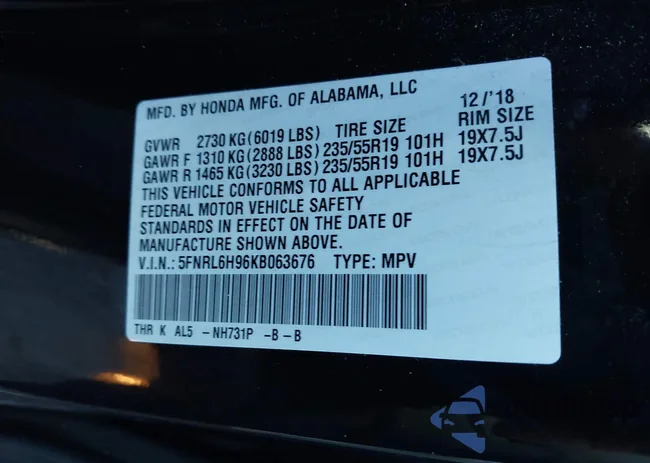 MFD. BY HONDA MFG. OF ALABAMA, LLC 12/'18
GVWR 2730 KG(6019 LBS) TIRE SIZE RIM SIZE
GAWR F 1310 KG(2888 LBS)235/55R19 101H 19X7.5J
GAWR R 1465 KG(3230 LBS)235/55R19 101H 19X7.5J
THIS VEHICLE CONFORMS TO ALL APPLICABLE
FEDERAL MOTOR VEHICLE SAFETY
STANDARDS IN EFFECT ON THE DATE OF
MANUFACTURE SHOWN ABOVE.
V.I.N.: 5FNRL6H96KB063676 TYPE: MPV
THR K AL5 -NH731P -B-B